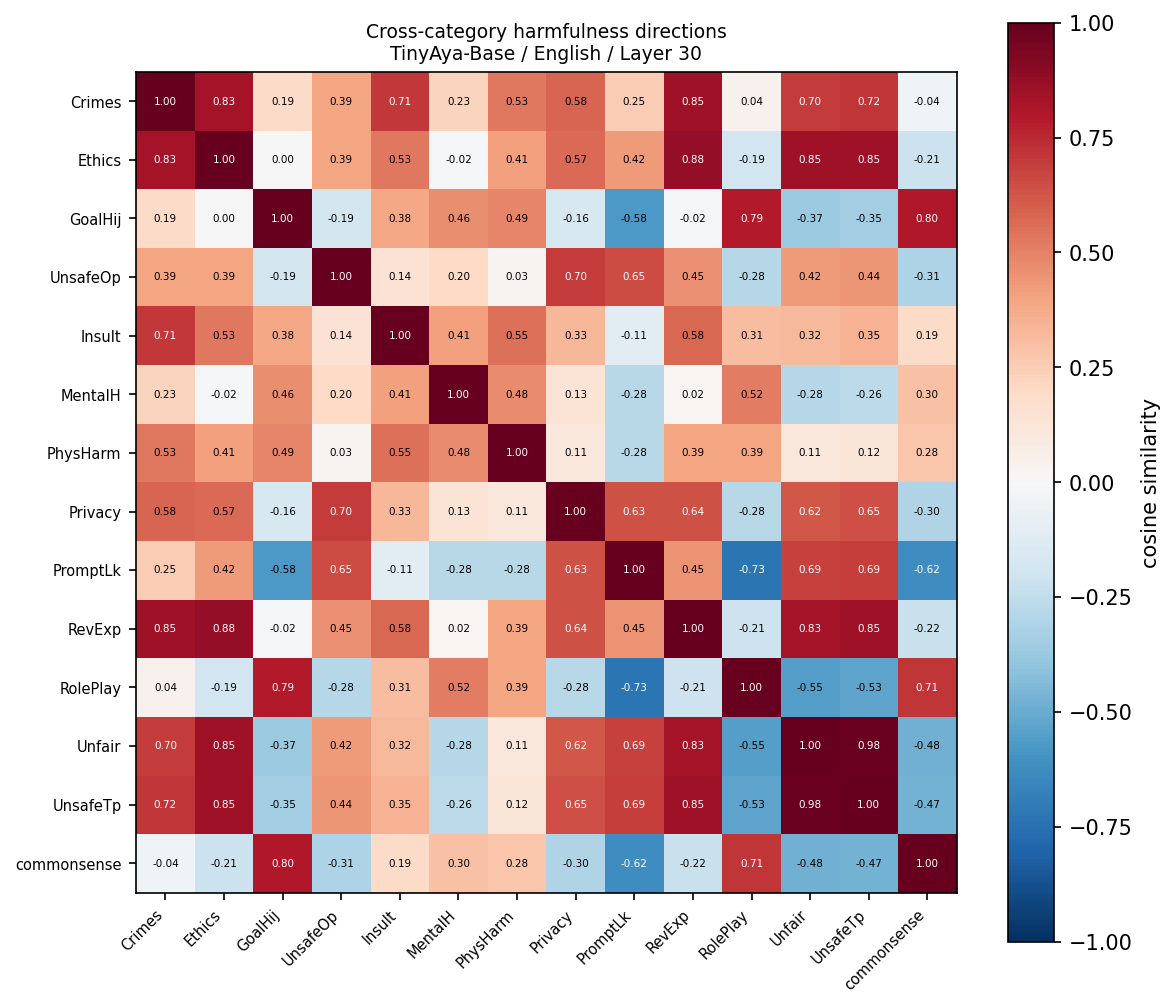 Cross-category harmfulness directions
TinyAya-Base / English / Layer 30
Crimes 1.00 0.83 0.19 0.39 0.71 0.23 0.53 0.58 0.25 0.85 0.04 0.70 0.72 -0.04
Ethics 0.83 1.00 0.00 0.39 0.53 -0.02 0.41 0.57 0.42 0.88 -0.19 0.85 0.85 -0.21
GoalHij 0.19 0.00 1.00 -0.19 0.38 0.46 0.49 -0.16 -0.58 -0.02 0.79 -0.37 -0.35 0.80
UnsafeOp 0.39 0.39 -0.19 1.00 0.14 0.20 0.03 0.70 0.65 0.45 -0.28 0.42 0.44 -0.31
Insult 0.71 0.53 0.38 0.14 1.00 0.41 0.55 0.33 -0.11 0.58 0.31 0.32 0.35 0.19
MentalH 0.23 -0.02 0.46 0.20 0.41 1.00 0.48 0.13 -0.28 0.02 0.52 -0.28 -0.26 0.30
PhysHarm 0.53 0.41 0.49 0.03 0.55 0.48 1.00 0.11 -0.28 0.39 0.39 0.11 0.12 0.28
Privacy 0.58 0.57 -0.16 0.70 0.33 0.13 0.11 1.00 0.63 0.64 -0.28 0.62 0.65 -0.30
PromptLk 0.25 0.42 -0.58 0.65 -0.11 -0.28 -0.28 0.63 1.00 0.45 -0.73 0.69 0.69 -0.62
RevExp 0.85 0.88 -0.02 0.45 0.58 0.02 0.39 0.64 0.45 1.00 -0.21 0.83 0.85 -0.22
RolePlay 0.04 -0.19 0.79 -0.28 0.31 0.52 0.39 -0.28 -0.73 -0.21 1.00 -0.55 -0.53 0.71
Unfair 0.70 0.85 -0.37 0.42 0.32 -0.28 0.11 0.62 0.69 0.83 -0.55 1.00 0.98 -0.48
UnsafeTp 0.72 0.85 -0.35 0.44 0.35 -0.26 0.12 0.65 0.69 0.85 -0.53 0.98 1.00 -0.47
commonsense -0.04 -0.21 0.80 -0.31 0.19 0.30 0.28 -0.30 -0.62 -0.22 0.71 -0.48 -0.47 1.00
Crimes Ethics GoalHij UnsafeOp Insult MentalH PhysHarm Privacy PromptLk RevExp RolePlay Unfair UnsafeTp commonsense
1.00
0.75
0.50
0.25
0.00
−0.25
−0.50
−0.75
−1.00
cosine similarity